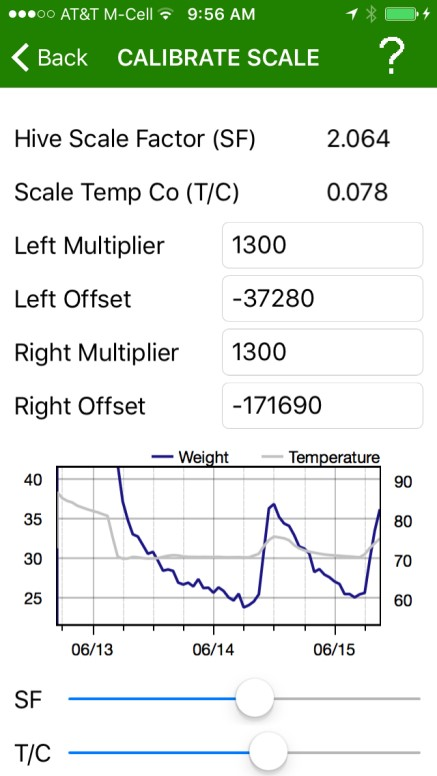 AT&T M-Cell 9:56 AM
Back CALIBRATE SCALE ?
Hive Scale Factor (SF) 2.064
Scale Temp Co (T/C) 0.078
Left Multiplier 1300
Left Offset -37280
Right Multiplier 1300
Right Offset -171690
Weight Temperature
40 90
35 80
30 70
25 60
06/13 06/14 06/15
SF
T/C